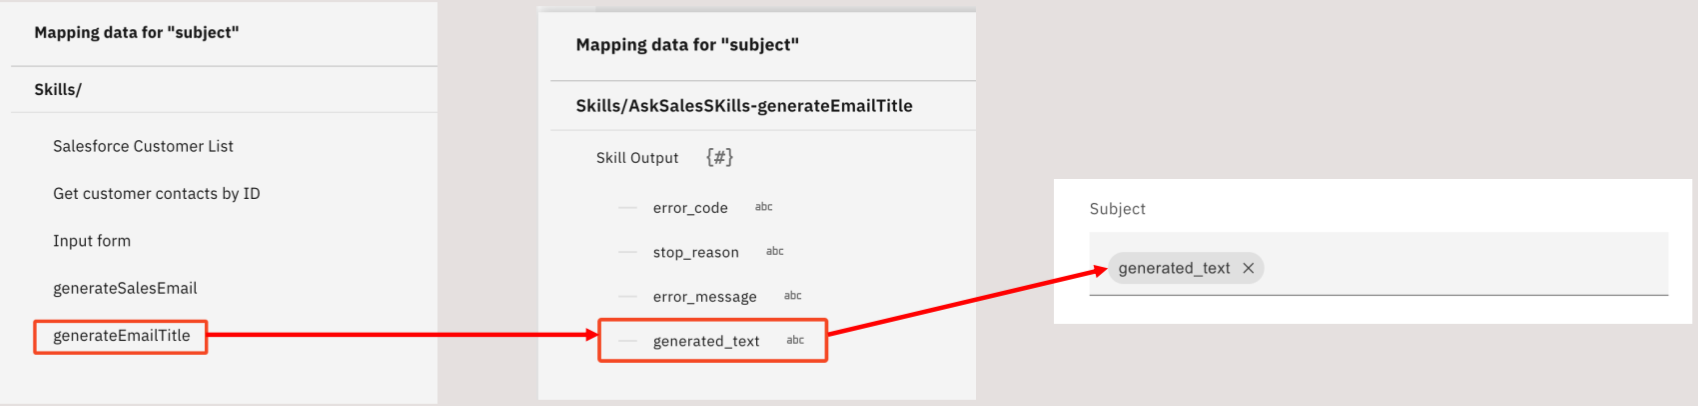 Mapping data for "subject"
Skills/
Salesforce Customer List
Get customer contacts by ID
Input form
generateSalesEmail
generateEmailTitle
Mapping data for "subject"
Skills/AskSalesSKills-generateEmailTitle
Skill Output {#}
error_code abc
stop_reason abc
error_message abc
generated_text abc
Subject
generated_text ×